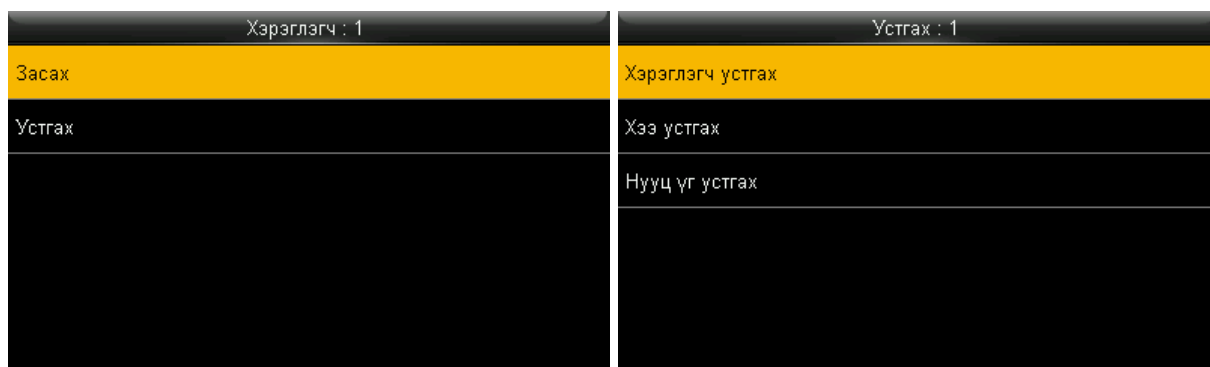 Хэрэглэгч : 1
Засах
Устгах
Устгах : 1
Хэрэглэгч устгах
Хээ устгах
Нууц үг устгах